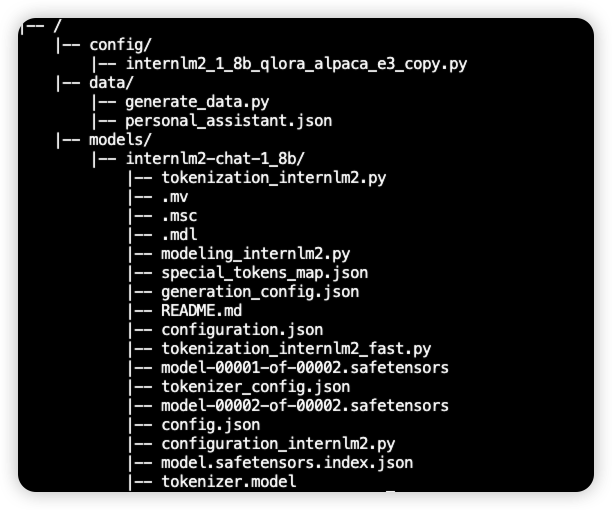 |-- /
|-- config/
|-- internlm2_1_8b_qlora_alpaca_e3_copy.py
|-- data/
|-- generate_data.py
|-- personal_assistant.json
|-- models/
|-- internlm2-chat-1_8b/
|-- tokenization_internlm2.py
|-- .mv
|-- .msc
|-- .mdl
|-- modeling_internlm2.py
|-- special_tokens_map.json
|-- generation_config.json
|-- README.md
|-- configuration.json
|-- tokenization_internlm2_fast.py
|-- model-00001-of-00002.safetensors
|-- tokenizer_config.json
|-- model-00002-of-00002.safetensors
|-- config.json
|-- configuration_internlm2.py
|-- model.safetensors.index.json
|-- tokenizer.model